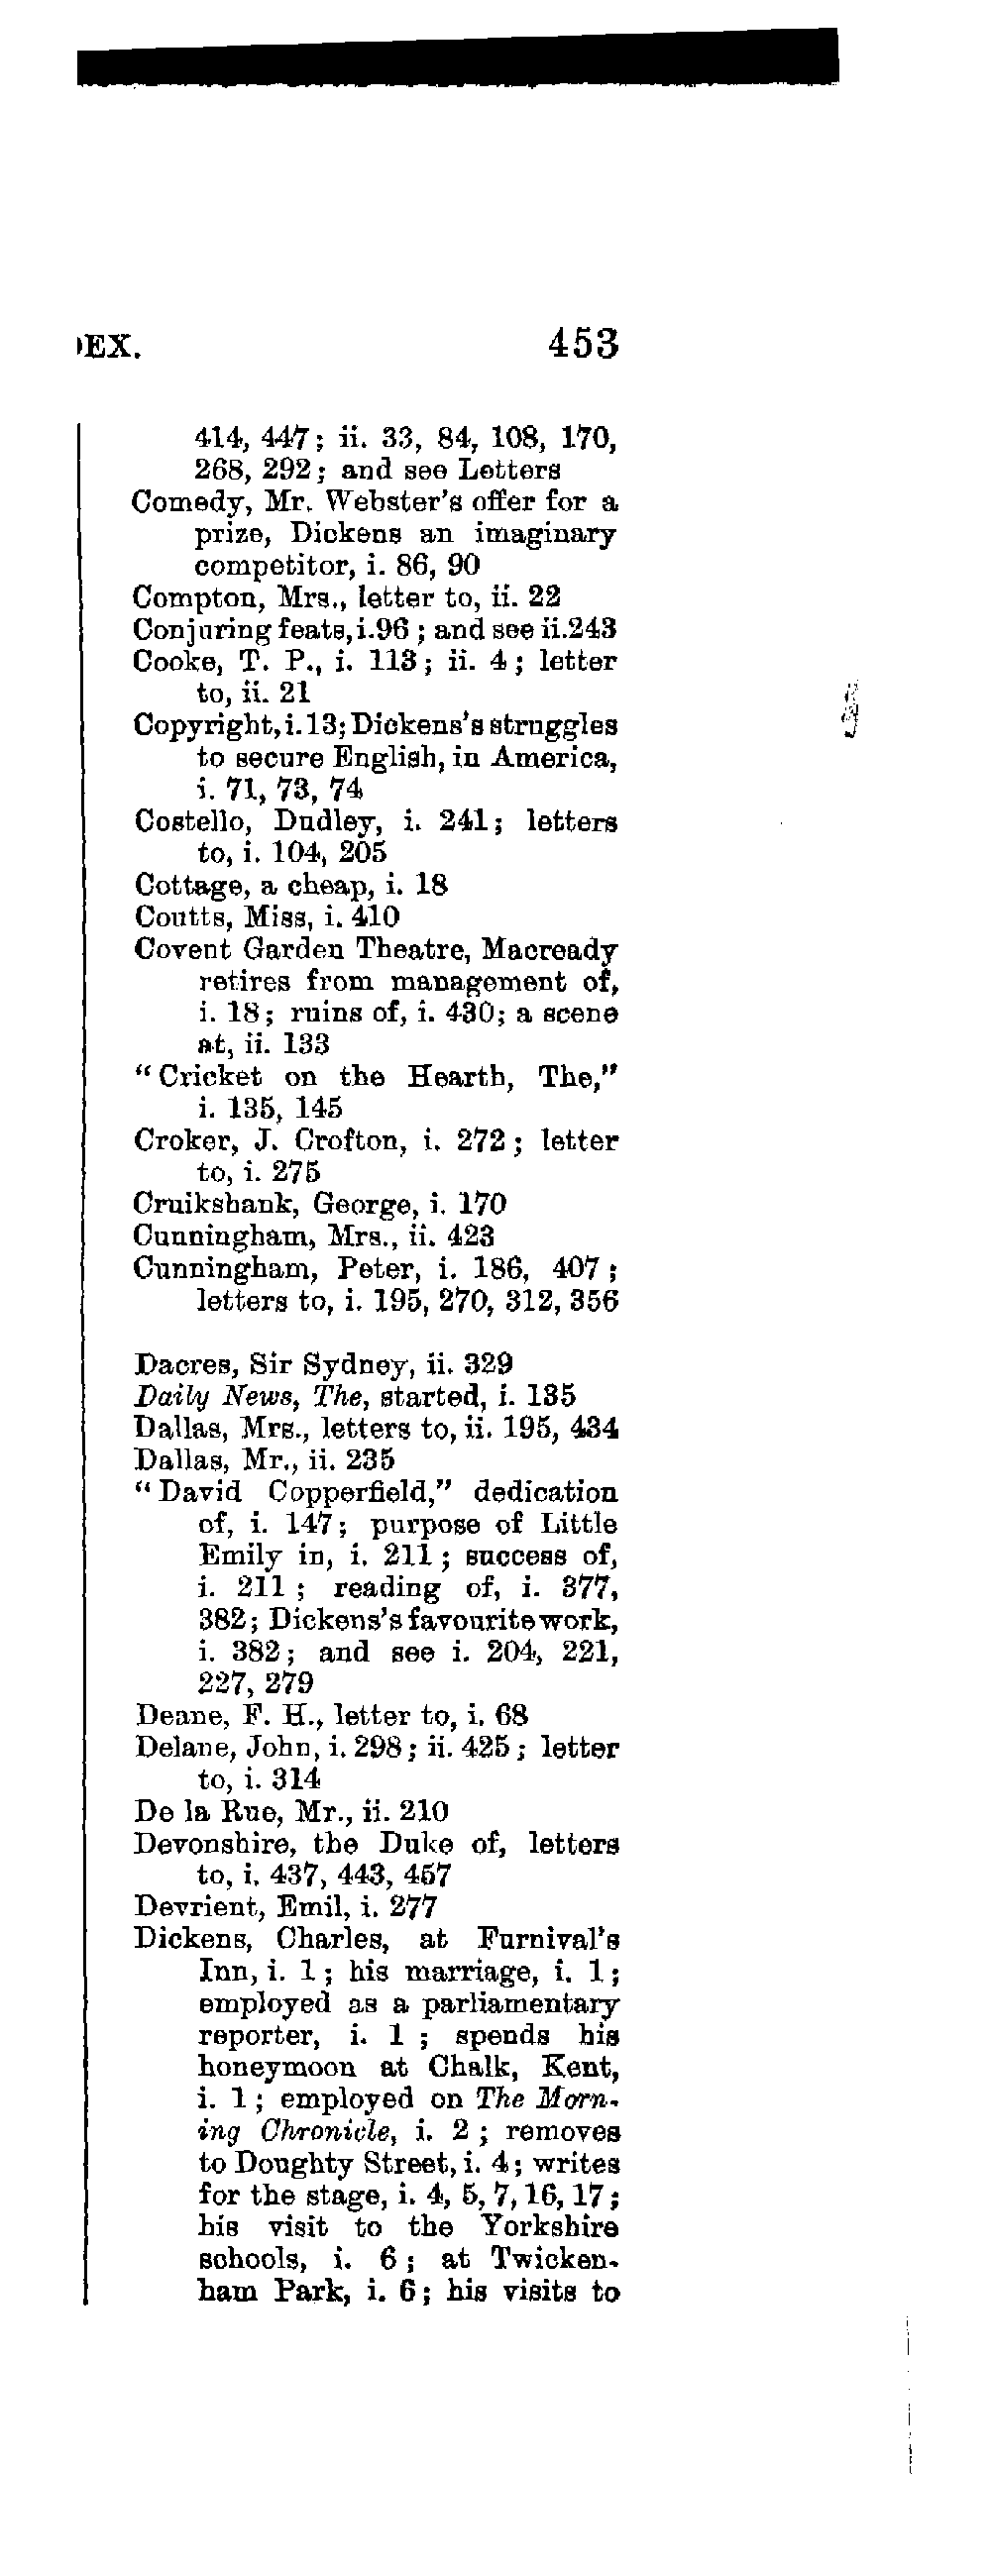 EX. 453
414, 447; ii. 33, 84, 108, 170,
268, 292; and see Letters
Comedy, Mr. Webster's offer for a
prize, Dickens an imaginary
competitor, i. 86, 90
Compton, Mrs., letter to, ii. 22
Conjuring feats, i. 96; and see ii. 243
Cooke, T. P., i. 113; ii. 4; letter
to, ii. 21
Copyright, i. 13; Dickens's struggles
to secure English, in America,
i. 71, 73, 74
Costello, Dudley, i. 241; letters
to, i. 104, 205
Cottage, a cheap, i. 18
Coutts, Miss, i. 410
Covent Garden Theatre, Macready
retires from management of,
i. 18; ruins of, i. 430; a scene
at, ii. 133
"Cricket on the Hearth, The,"
i. 135, 145
Croker, J. Crofton, i. 272; letter
to, i. 275
Cruikshank, George, i. 170
Cunningham, Mrs., ii. 423
Cunningham, Peter, i. 186, 407;
letters to, i. 195, 270, 312, 356
Dacres, Sir Sydney, ii. 329
Daily News, The, started, i. 135
Dallas, Mrs., letters to, ii. 195, 434
Dallas, Mr., ii. 235
"David Copperfield," dedication
of, i. 147; purpose of Little
Emily in, i. 211; success of,
i. 211; reading of, i. 377,
382; Dickens's favourite work,
i. 382; and see i. 204, 221,
227, 279
Deane, F. H., letter to, i. 68
Delane, John, i. 298; ii. 425; letter
to, i. 314
De la Rue, Mr., ii. 210
Devonshire, the Duke of, letters
to, i. 437, 443, 457
Devrient, Emil, i. 277
Dickens, Charles, at Furnival's
Inn, i. 1; his marriage, i. 1;
employed as a parliamentary
reporter, i. 1; spends his
honeymoon at Chalk, Kent,
i. 1; employed on The Morn-
ing Chronicle, i. 2; removes
to Doughty Street, i. 4; writes
for the stage, i. 4, 5, 7, 16, 17;
his visit to the Yorkshire
schools, i. 6; at Twicken-
ham Park, i. 6; his visits to